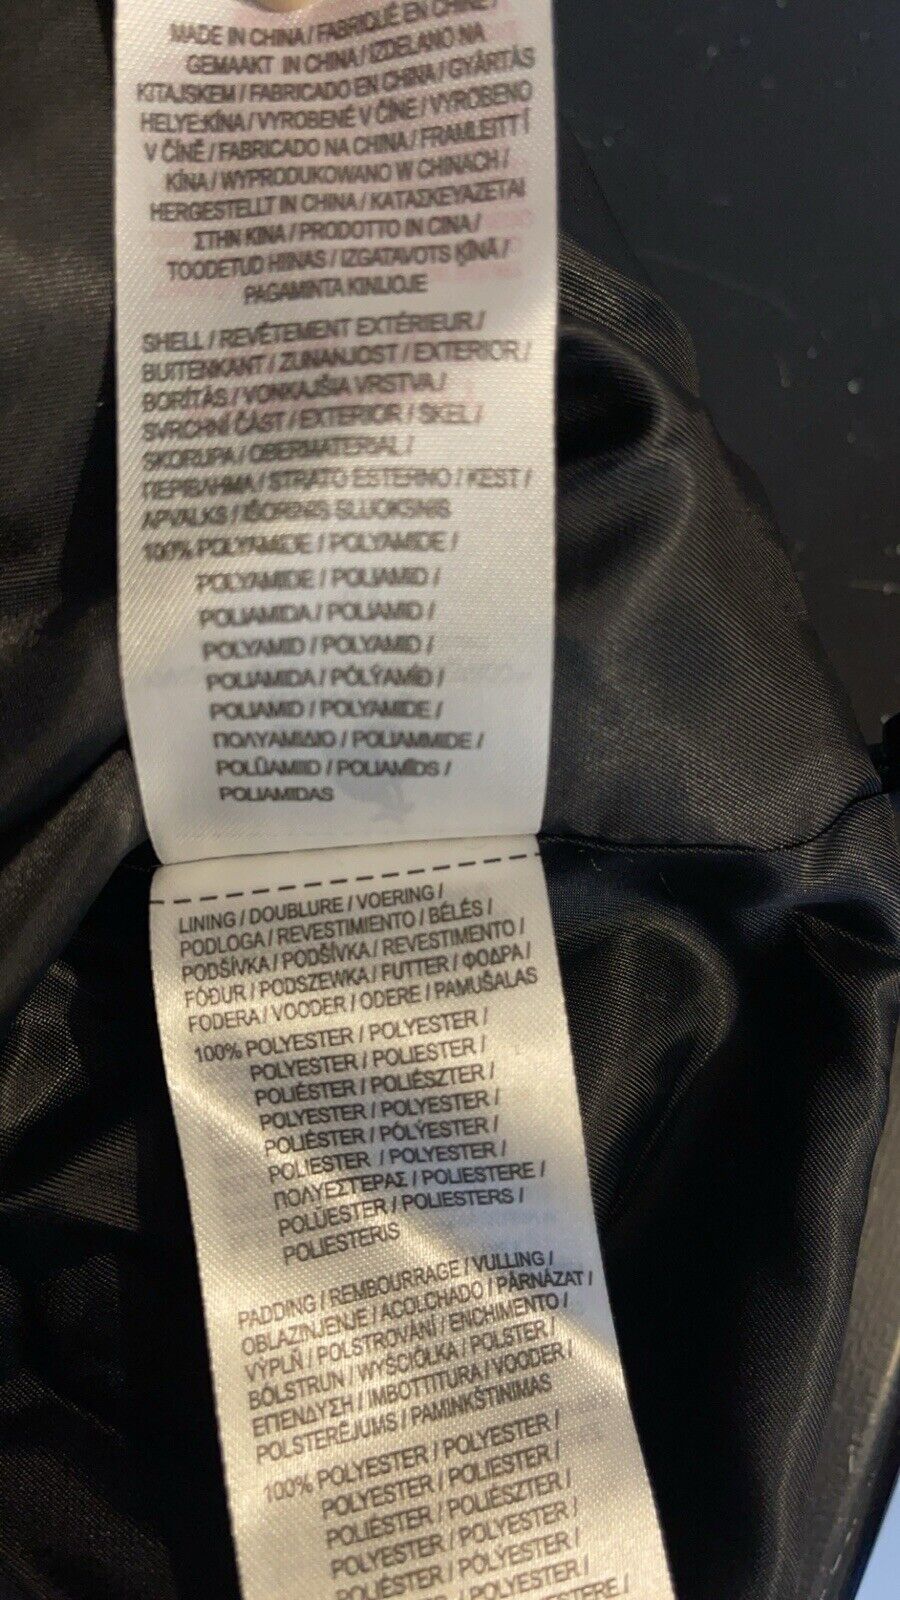 MADE IN CHINA / FABRIQUÉ EN CHINE /
GEMAAKT IN CHINA / IZDELANO NA
KITAJSKEM / FABRICADO EN CHINA / GYÁRTÁS
HELYE:KÍNA / VYROBENÉ V ČÍNE / VYROBENO
V ČÍNĚ / FABRICADO NA CHINA / FRAMLEITT Í
KÍNA / WYPRODUKOWANO W CHINACH /
HERGESTELLT IN CHINA / ΚΑΤΑΣΚΕΥΑΖΕΤΑΙ
ΣΤΗΝ ΚΙΝΑ / PRODOTTO IN CINA /
TOODETUD HIINAS / IZGATAVOTS ĶĪNĀ /
PAGAMINTA KINIJOJE
SHELL / REVÊTEMENT EXTÉRIEUR /
BUITENKANT / ZUNANJOST / EXTERIOR /
BORÍTÁS / VONKAJŠIA VRSTVA /
SVRCHNÍ ČÁST / EXTERIOR / SKEL /
SKORUPA / OBERMATERIAL /
ΠΕΡΙΒΛΗΜΑ / STRATO ESTERNO / KEST /
APVALKS / IŠORINIS SLUOKSNIS
100% POLYAMIDE / POLYAMIDE /
POLYAMIDE / POLIAMID /
POLIAMIDA / POLIAMID /
POLYAMID / POLYAMID /
POLIAMIDA / PÓLÝAMÍÐ /
POLIAMID / POLYAMIDE /
ΠΟΛΥΑΜΙΔΙΟ / POLIAMMIDE /
POLÜAMIID / POLIAMĪDS /
POLIAMIDAS
LINING / DOUBLURE / VOERING /
PODLOGA / REVESTIMIENTO / BÉLÉS /
PODŠÍVKA / PODŠÍVKA / REVESTIMENTO /
FÓÐUR / PODSZEWKA / FUTTER / ΦΟΔΡΑ /
FODERA / VOODER / ODERE / PAMUŠALAS
100% POLYESTER / POLYESTER /
POLYESTER / POLIESTER /
POLIÉSTER / POLIÉSZTER /
POLYESTER / POLYESTER /
POLIÉSTER / PÓLÝESTER /
POLIESTER / POLYESTER /
ΠΟΛΥΕΣΤΕΡΑΣ / POLIESTERE /
POLÜESTER / POLIESTERS /
POLIESTERIS
PADDING / REMBOURRAGE / VULLING /
OBLAZINJENJE / ACOLCHADO / PÁRNÁZAT /
VÝPLŇ / POLSTROVÁNÍ / ENCHIMENTO /
BÓLSTRUN / WYŚCIÓŁKA / POLSTER /
ΕΠΕΝΔΥΣΗ / IMBOTTITURA / VOODER /
POLSTERĒJUMS / PAMINKŠTINIMAS
100% POLYESTER / POLYESTER /
POLYESTER / POLIESTER /
POLIÉSTER / POLIÉSZTER /
POLYESTER / POLYESTER /
POLIÉSTER / PÓLÝESTER /
POLYESTER /